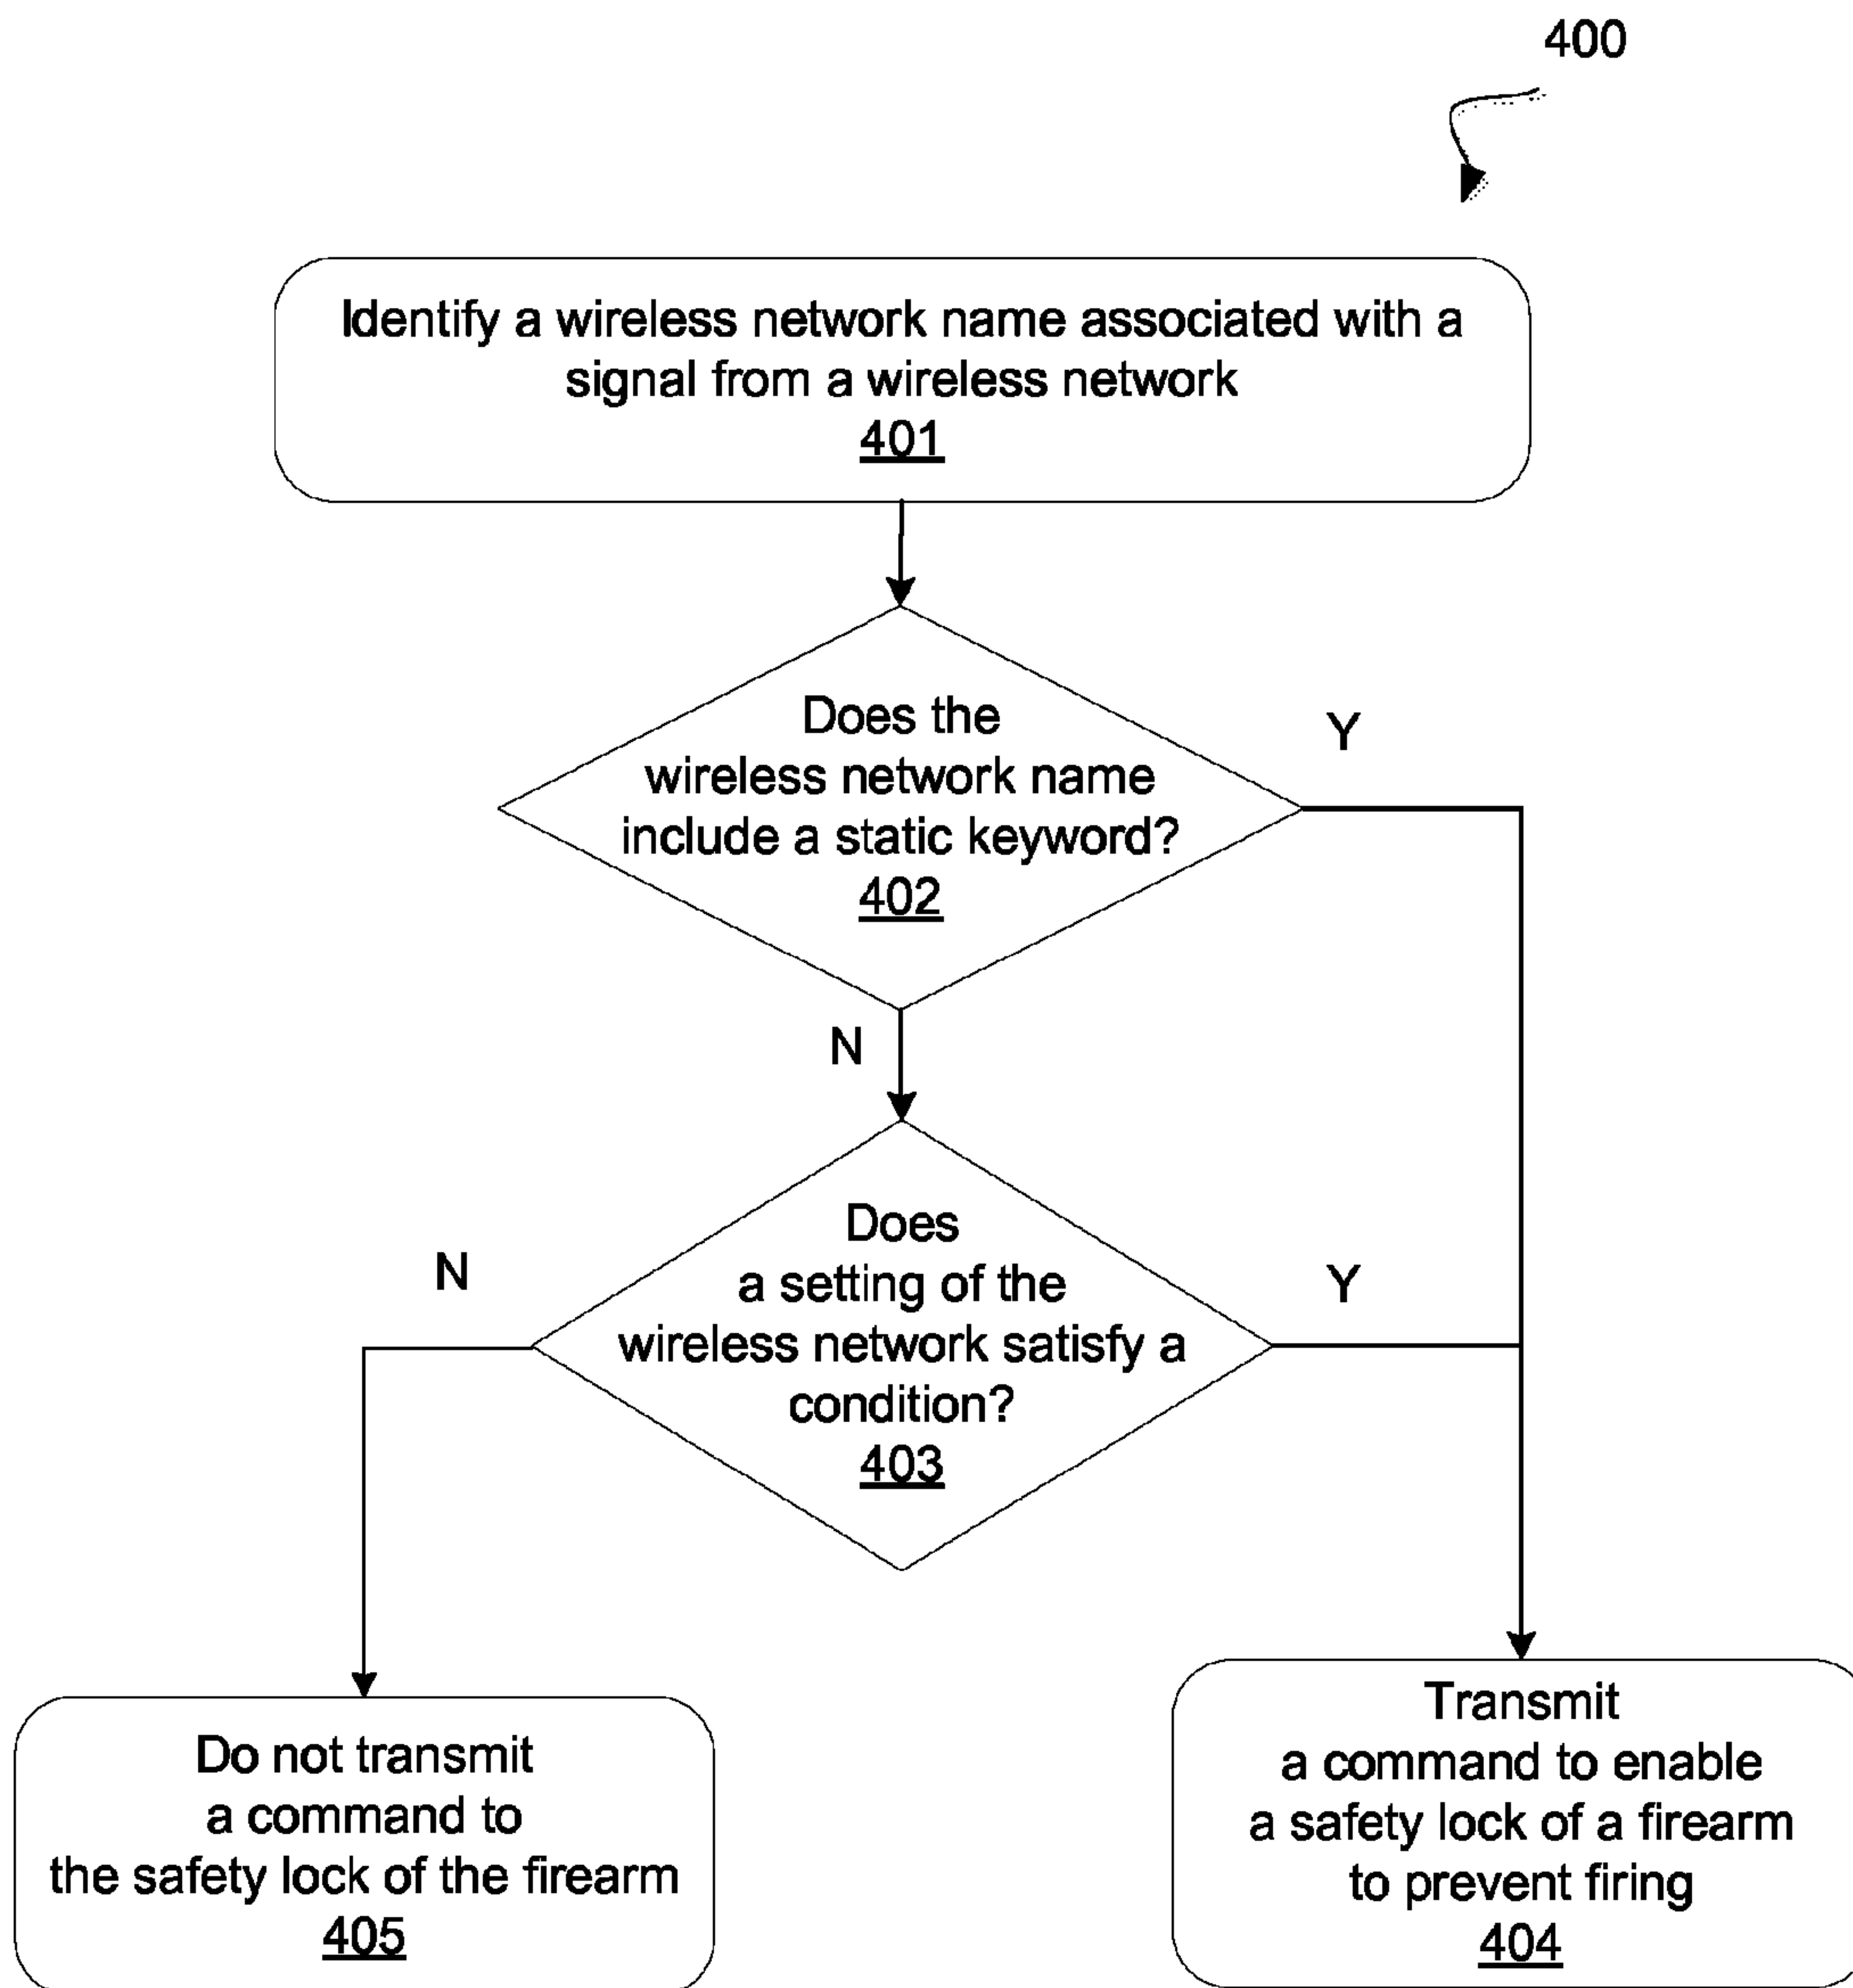 400
Identify a wireless network name associated with a
signal from a wireless network
401
Does the
wireless network name
include a static keyword?
402
Y
N
Does
a setting of the
wireless network satisfy a
condition?
403
N
Y
Do not transmit
a command to
the safety lock of the firearm
405
Transmit
a command to enable
a safety lock of a firearm
to prevent firing
404